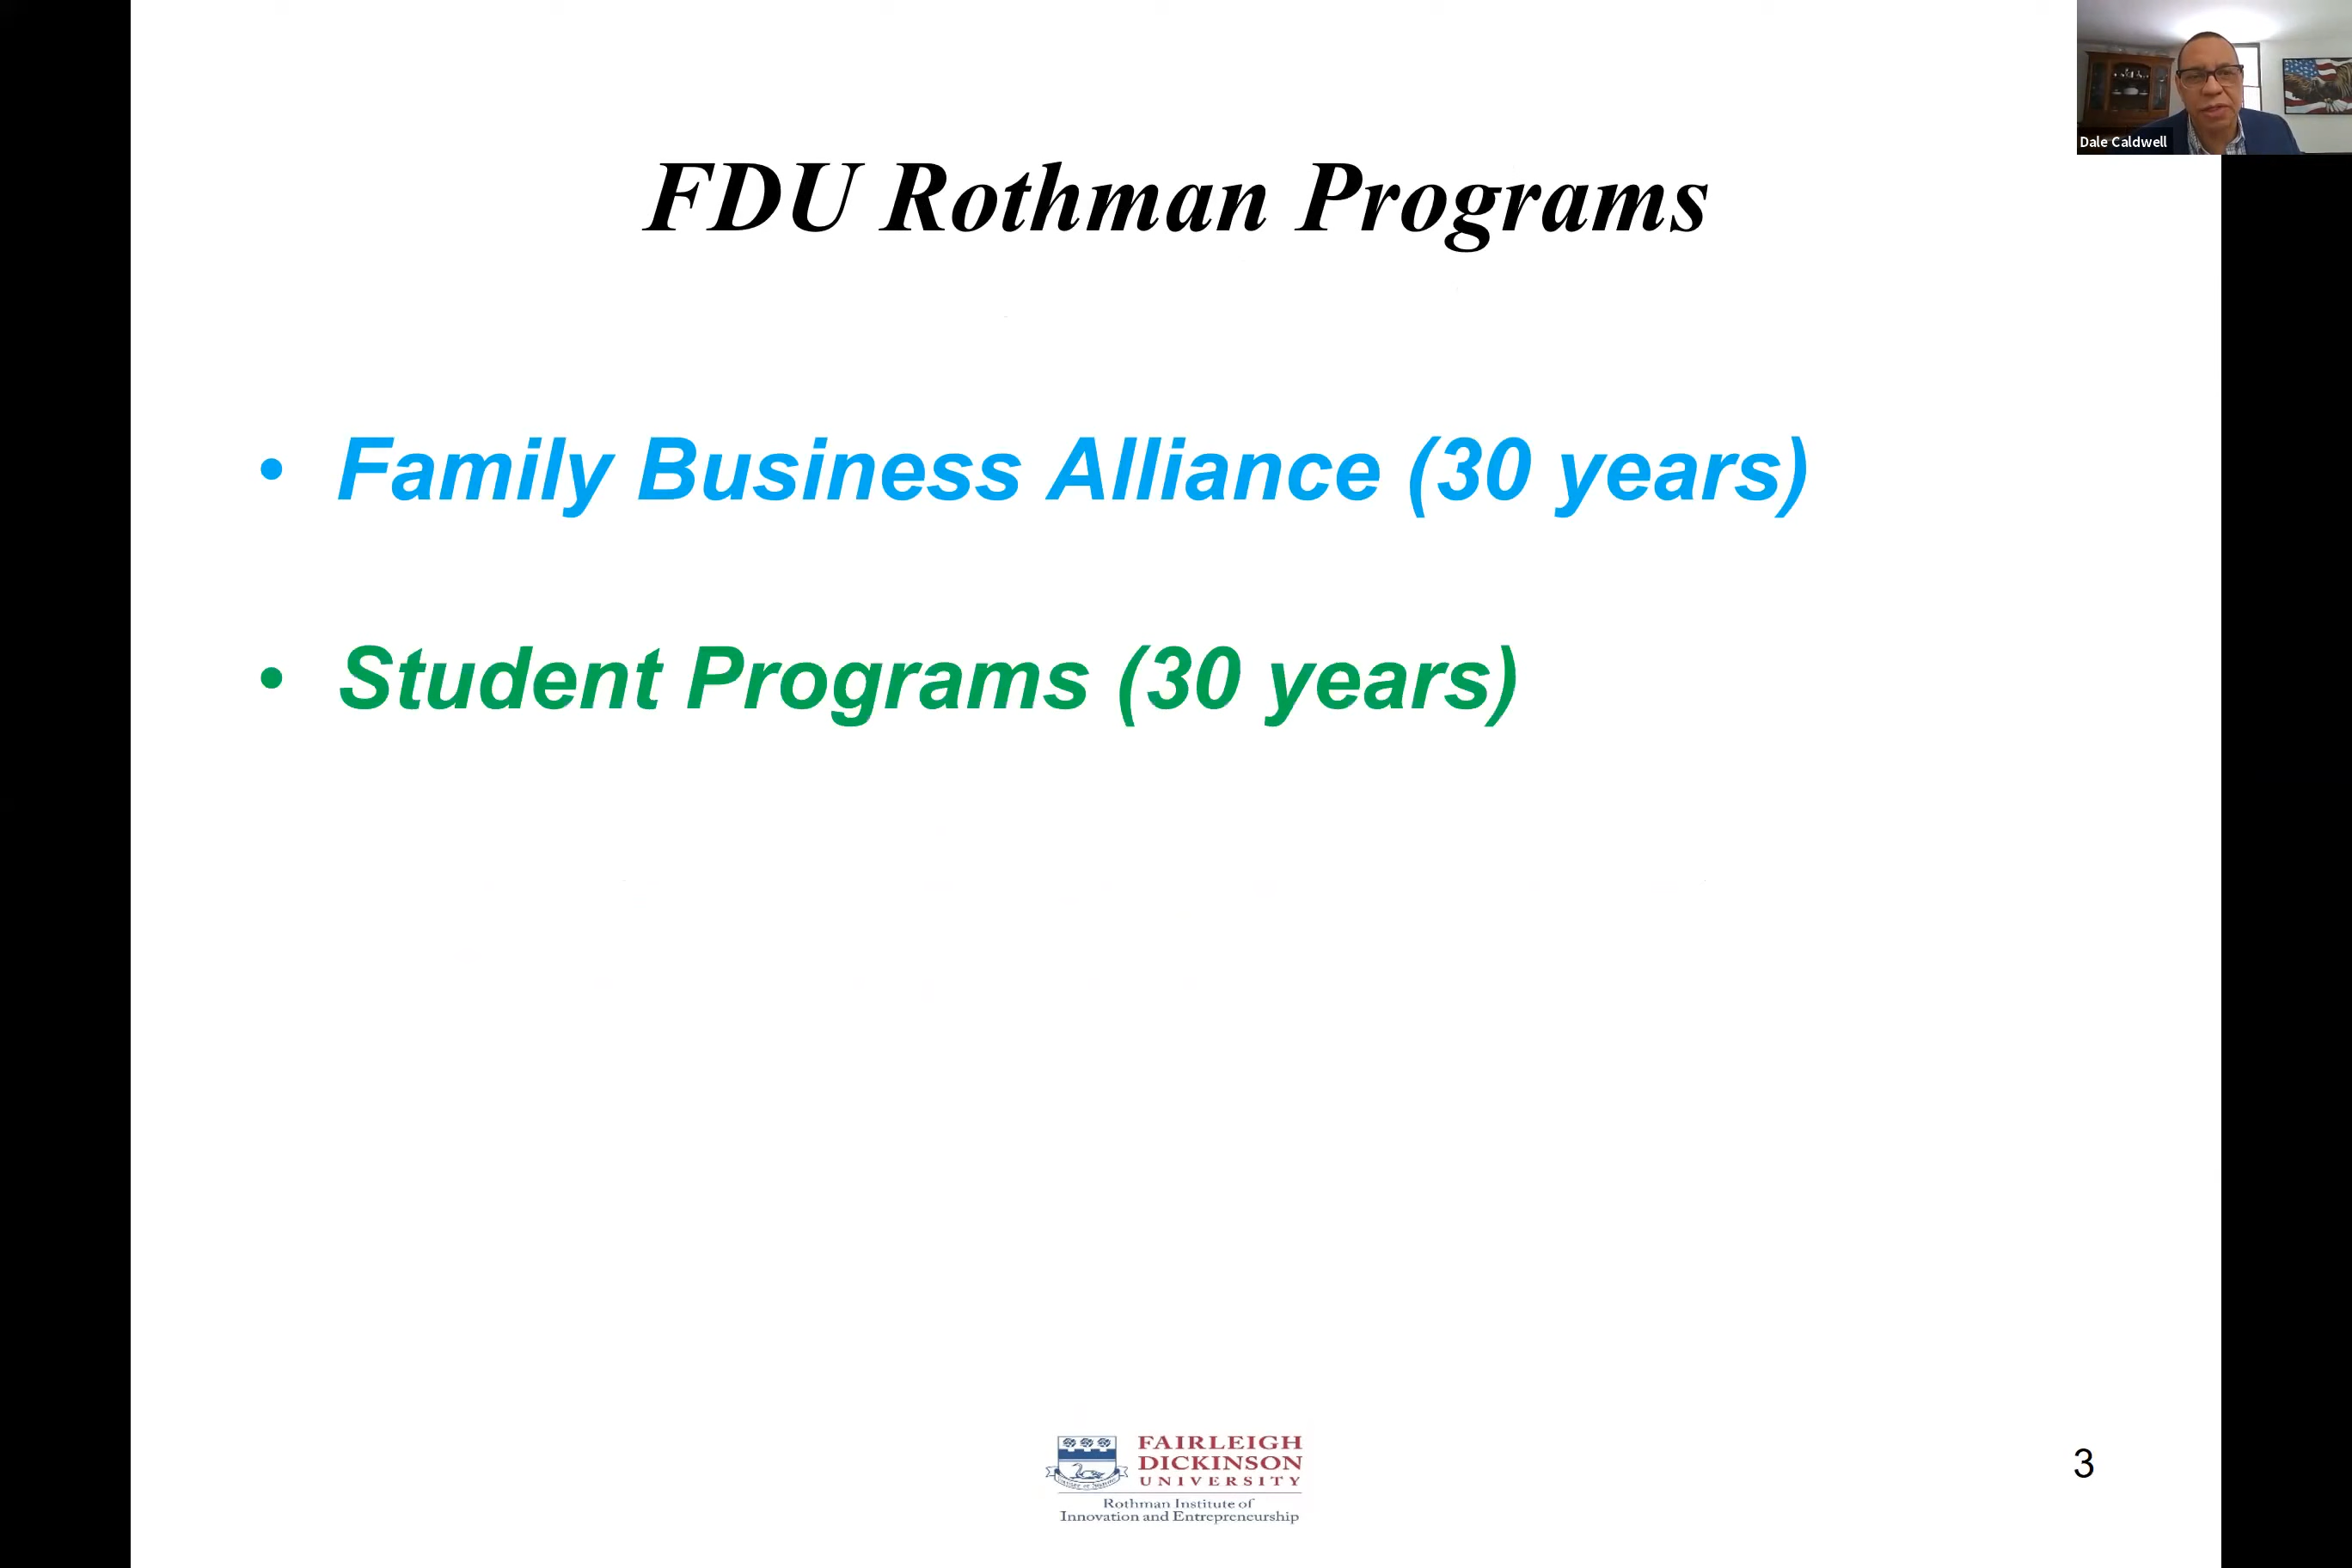 Dale Caldwell
FDU Rothman Programs
• Family Business Alliance (30 years)
• Student Programs (30 years)
FAIRLEIGH
DICKINSON
UNIVERSITY
Rothman Institute of
Innovation and Entrepreneurship
3